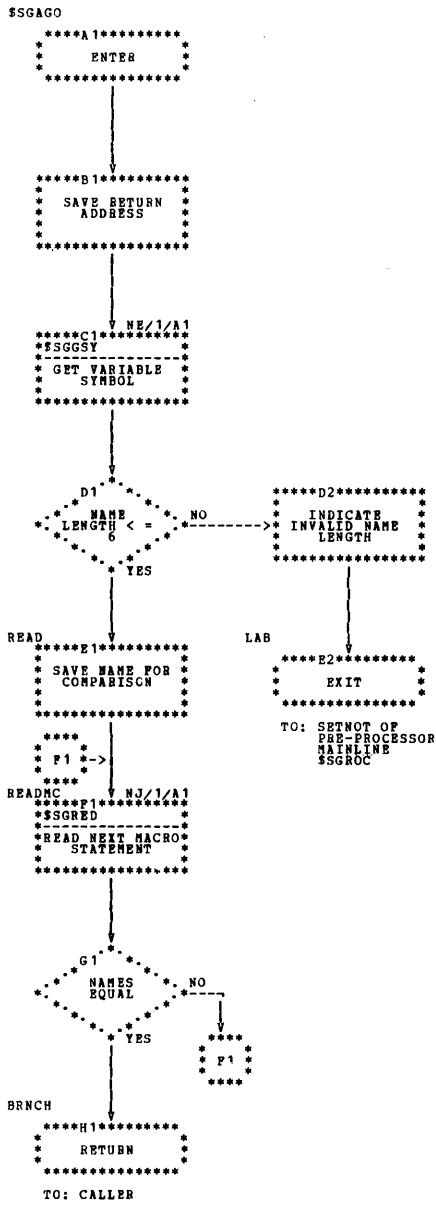 $SGAGO
A1
ENTER
B1
SAVE RETURN
ADDRESS
NE/1/A1
C1
$SGGSY
GET VARIABLE
SYMBOL
D1
NAME
LENGTH < =
6
NO
YES
D2
INDICATE
INVALID NAME
LENGTH
READ
E1
SAVE NAME FOR
COMPARISON
LAB
E2
EXIT
TO: SETNOT OF
PRE-PROCESSOR
MAINLINE
$SGROC
F1
READMC
NJ/1/A1
F1
$SGRED
READ NEXT MACRO
STATEMENT
G1
NAMES
EQUAL
NO
YES
F1
BRNCH
H1
RETURN
TO: CALLER